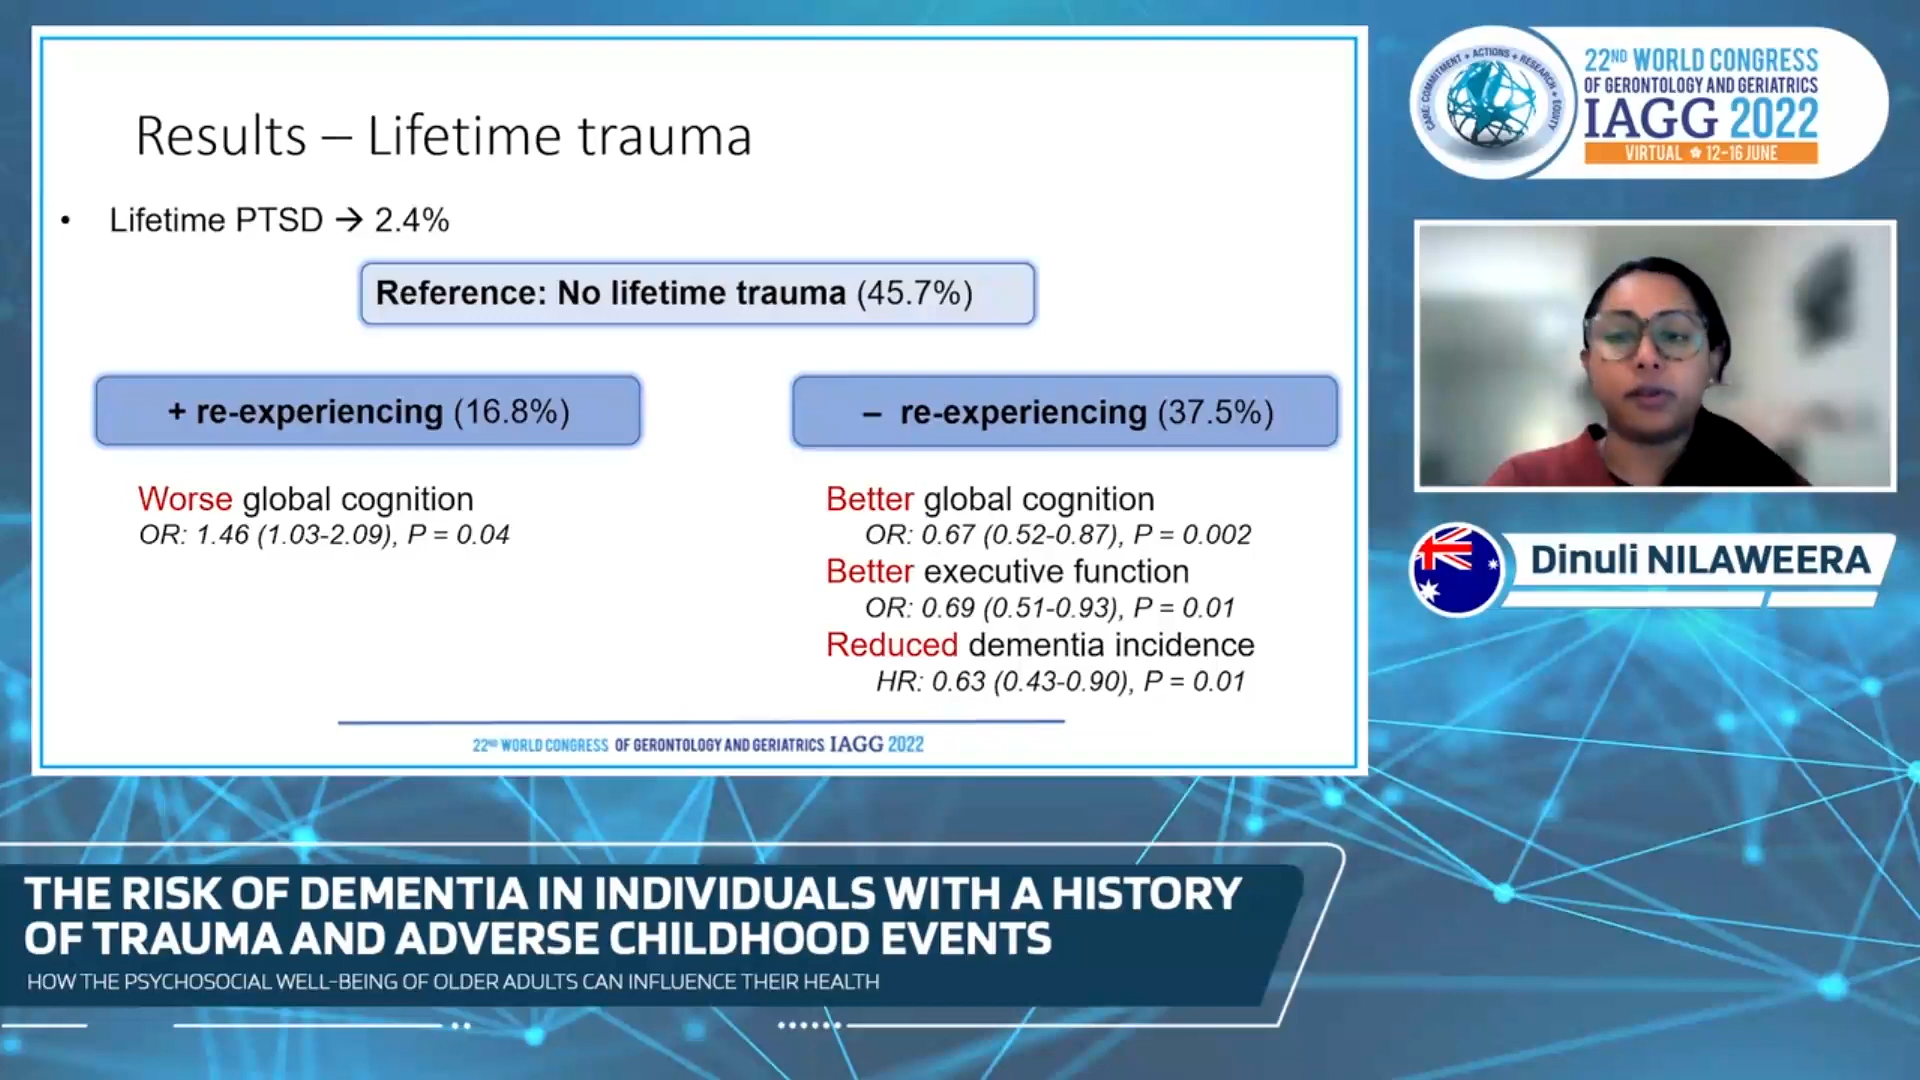 Results – Lifetime trauma
• Lifetime PTSD → 2.4%
Reference: No lifetime trauma (45.7%)
+ re-experiencing (16.8%)
Worse global cognition
OR: 1.46 (1.03-2.09), P = 0.04
– re-experiencing (37.5%)
Better global cognition
OR: 0.67 (0.52-0.87), P = 0.002
Better executive function
OR: 0.69 (0.51-0.93), P = 0.01
Reduced dementia incidence
HR: 0.63 (0.43-0.90), P = 0.01
22ND WORLD CONGRESS OF GERONTOLOGY AND GERIATRICS IAGG 2022
CARE: COMMITMENT + ACTIONS + RESEARCH + EQUITY
22ND WORLD CONGRESS
OF GERONTOLOGY AND GERIATRICS
IAGG 2022
VIRTUAL 12-16 JUNE
Dinuli NILAWEERA
THE RISK OF DEMENTIA IN INDIVIDUALS WITH A HISTORY
OF TRAUMA AND ADVERSE CHILDHOOD EVENTS
HOW THE PSYCHOSOCIAL WELL-BEING OF OLDER ADULTS CAN INFLUENCE THEIR HEALTH